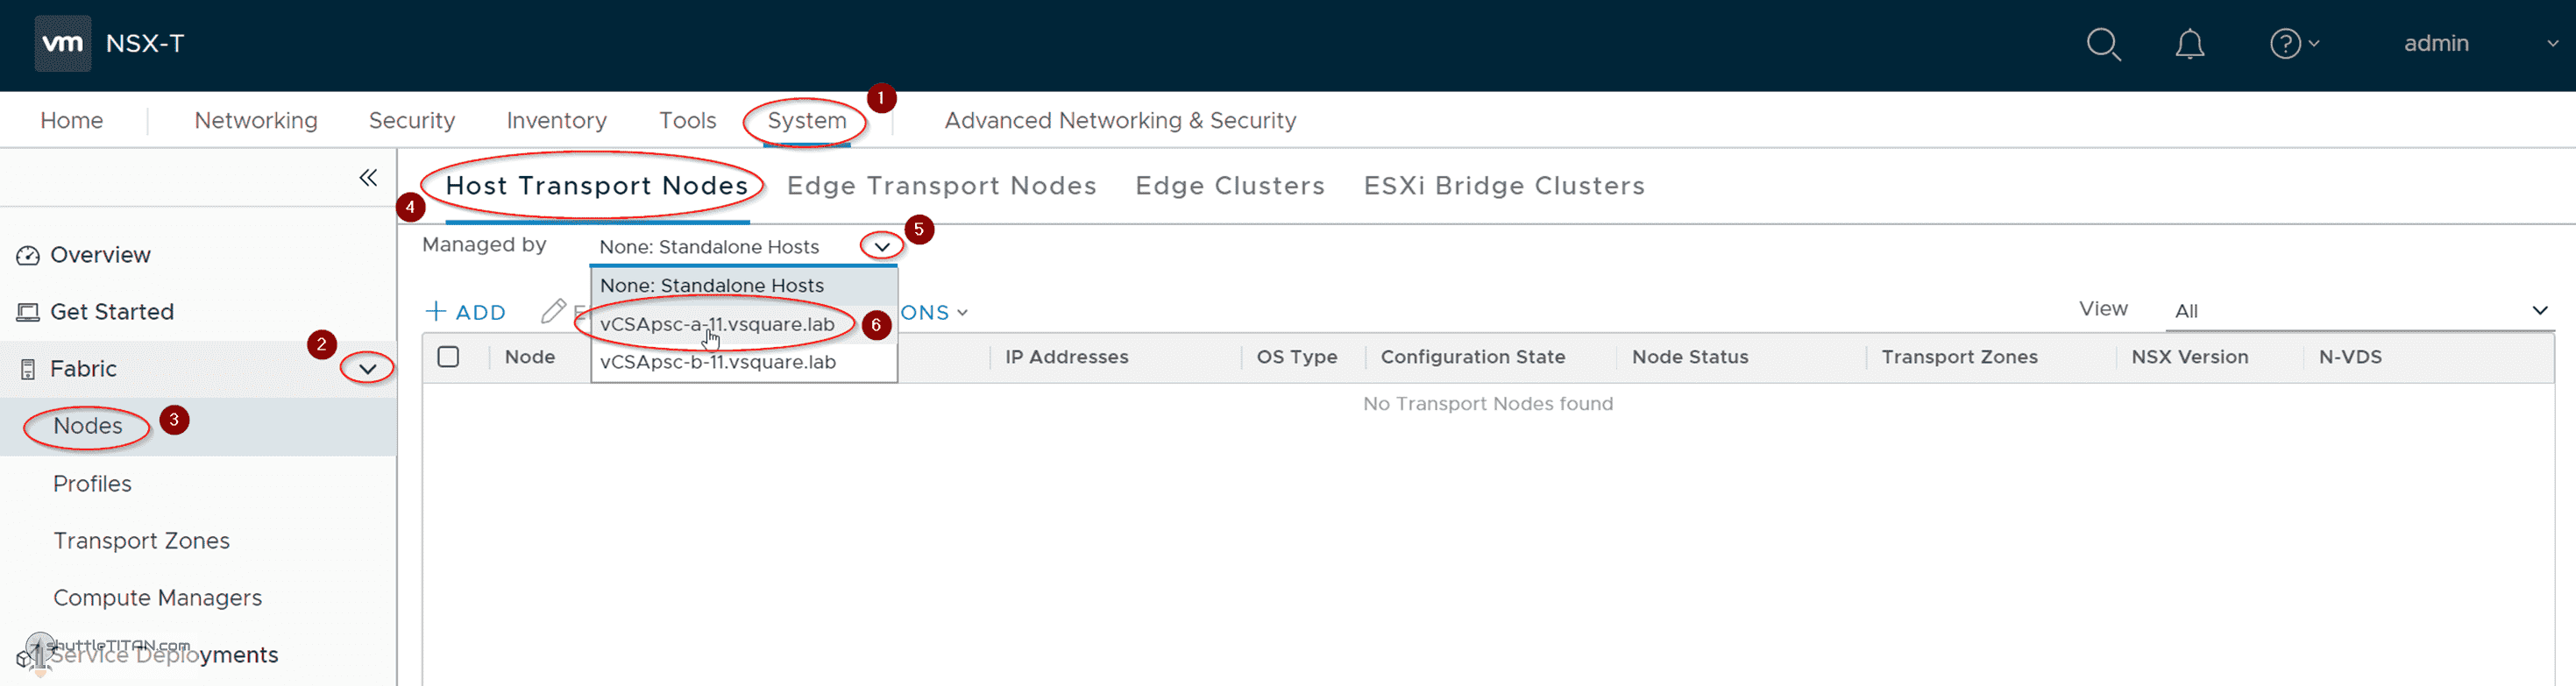 vm NSX-T admin
Home Networking Security Inventory Tools System 1 Advanced Networking & Security
Host Transport Nodes Edge Transport Nodes Edge Clusters ESXi Bridge Clusters
4
Managed by None: Standalone Hosts 5
Overview
None: Standalone Hosts
Get Started
+ ADD E ONS View All
vCSApsc-a-11.vsquare.lab 6
2
Node IP Addresses OS Type Configuration State Node Status Transport Zones NSX Version N-VDS
vCSApsc-b-11.vsquare.lab
Fabric
No Transport Nodes found
Nodes 3
Profiles
Transport Zones
Compute Managers
shuttleTITAN.com
Service Deployments